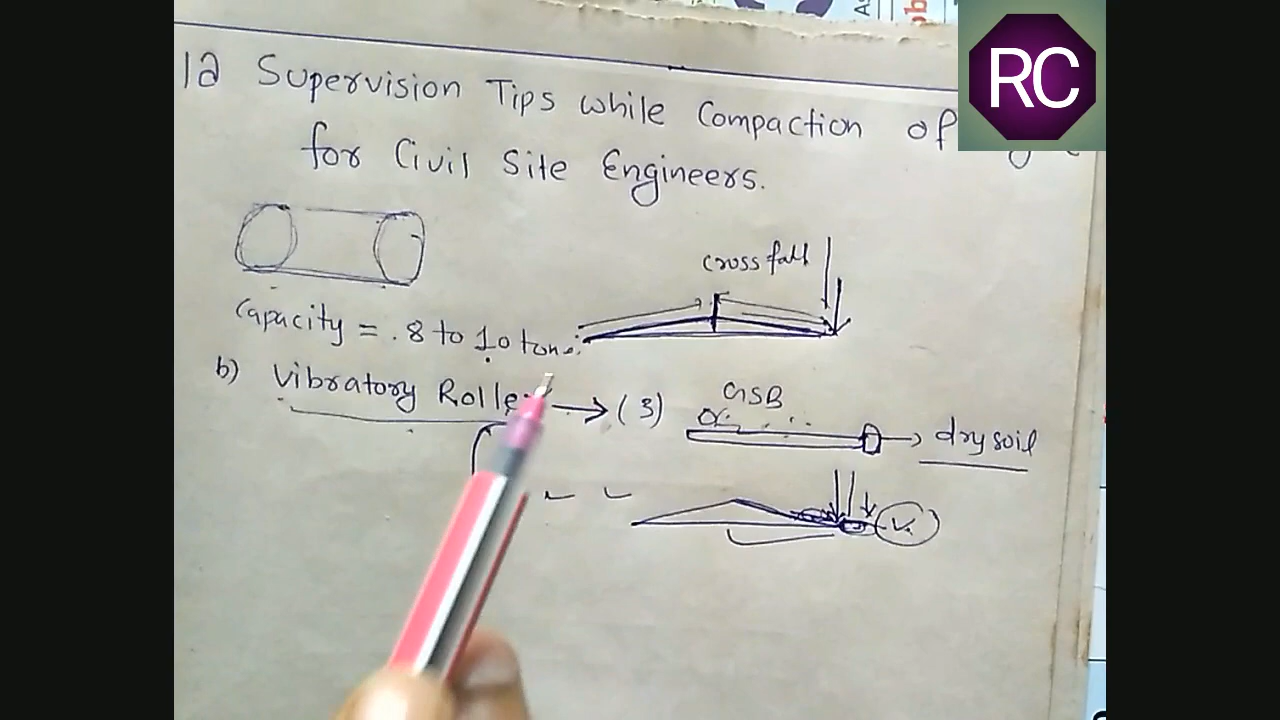 12 Supervision Tips while Compaction of
for Civil Site Engineers.
RC
cross fall
Capacity = .8 to 10 tons.
b) Vibratory Roller → (3)
GSB
dry soil